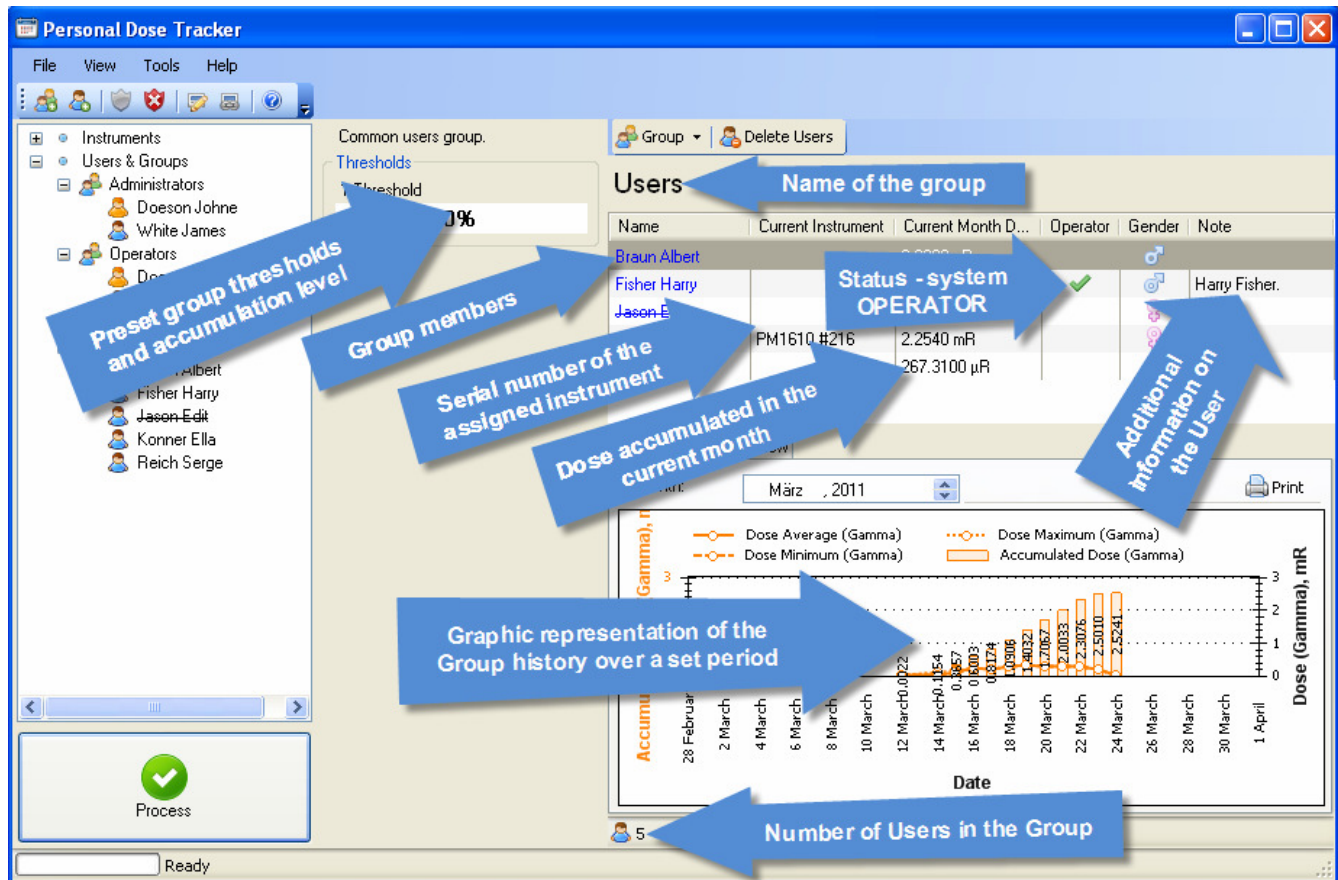 Personal Dose Tracker
File View Tools Help
Instruments
Users & Groups
Administrators
Doeson Johne
White James
Operators
Fisher Harry
Jason Edit
Konner Ella
Reich Serge
Process
Ready
Common users group.
Thresholds
Threshold
Group Delete Users
Users
Name Current Instrument Current Month D... Operator Gender Note
Braun Albert
Fisher Harry Harry Fisher.
PM1610 #216 2.2540 mR
267.3100 µR
Name of the group
Preset group thresholds
and accumulation level
Group members
Status - system
OPERATOR
Serial number of the
assigned instrument
Dose accumulated in the
current month
Additional
information on
the User
März , 2011
Print
Dose Average (Gamma) Dose Maximum (Gamma)
Dose Minimum (Gamma) Accumulated Dose (Gamma)
3 3
2
1
0
Dose (Gamma), mR
Graphic representation of the
Group history over a set period
0.0022
0.1154
0.3657
0.6003
0.8174
1.0906
1.4032
1.7067
2.0033
2.3076
2.5010
2.5241
2 March
4 March
6 March
8 March
10 March
12 March
14 March
16 March
18 March
20 March
22 March
24 March
26 March
28 March
30 March
1 April
Date
5
Number of Users in the Group